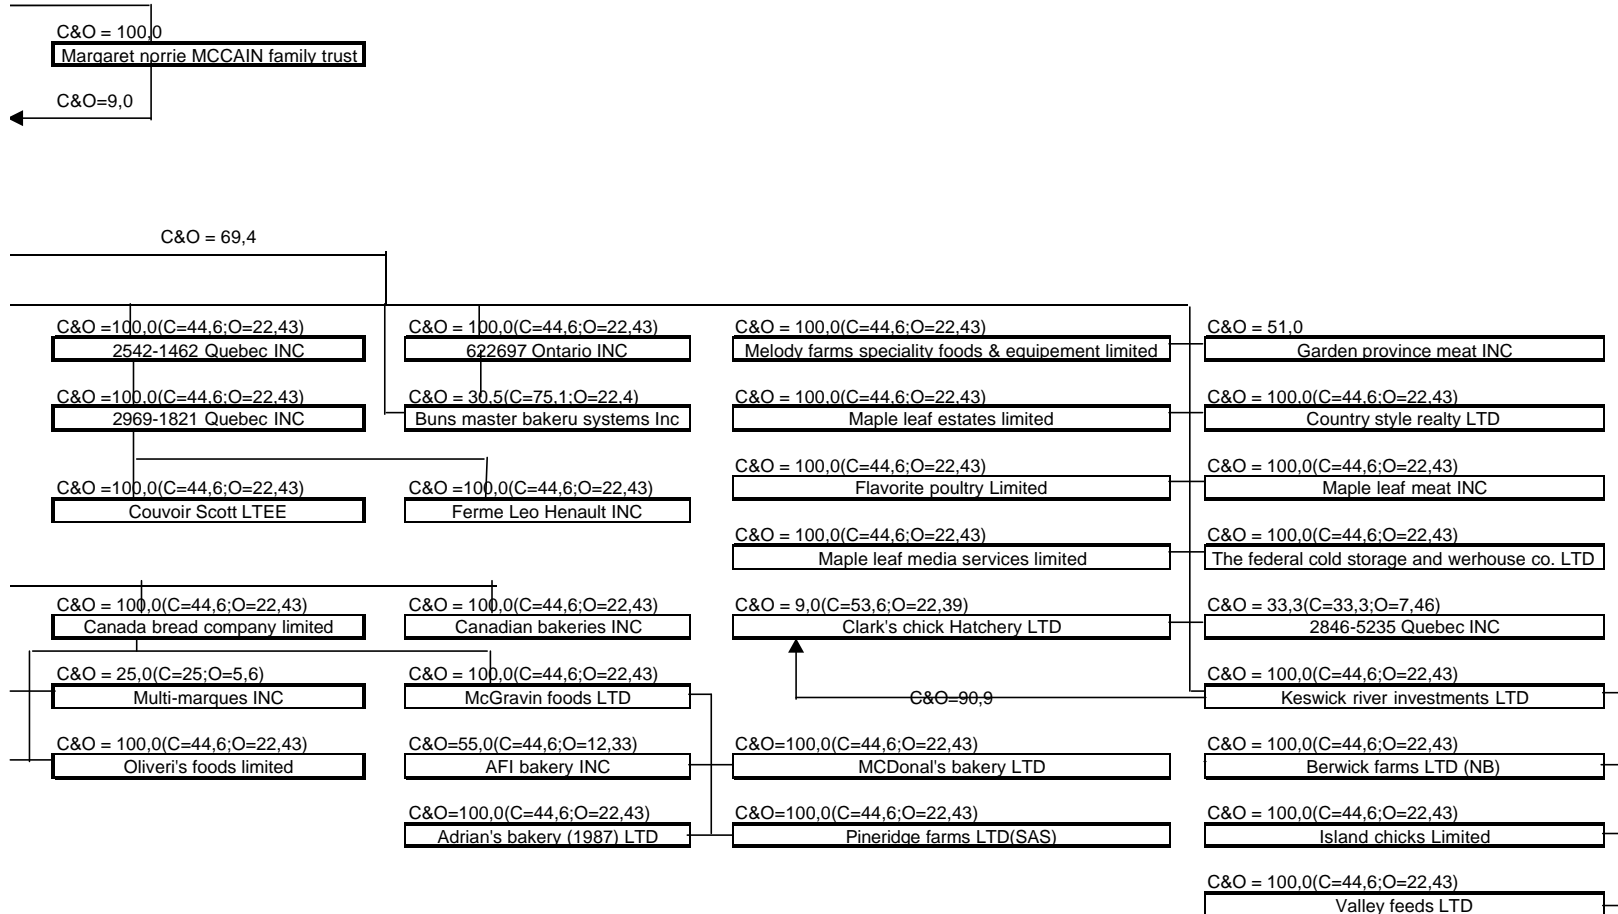 C&O = 100,0
Margaret norrie MCCAIN family trust
C&O=9,0
C&O = 69,4
C&O =100,0(C=44,6;O=22,43)
C&O = 100,0(C=44,6;O=22,43)
C&O = 100,0(C=44,6;O=22,43)
C&O = 51,0
2542-1462 Quebec INC
622697 Ontario INC
Melody farms speciality foods & equipement limited
Garden province meat INC
C&O =100,0(C=44,6;O=22,43)
C&O = 30,5(C=75,1;O=22,4)
C&O = 100,0(C=44,6;O=22,43)
C&O = 100,0(C=44,6;O=22,43)
2969-1821 Quebec INC
Buns master bakeru systems Inc
Maple leaf estates limited
Country style realty LTD
C&O =100,0(C=44,6;O=22,43)
C&O =100,0(C=44,6;O=22,43)
C&O = 100,0(C=44,6;O=22,43)
C&O = 100,0(C=44,6;O=22,43)
Couvoir Scott LTEE
Ferme Leo Henault INC
Flavorite poultry Limited
Maple leaf meat INC
C&O = 100,0(C=44,6;O=22,43)
C&O = 100,0(C=44,6;O=22,43)
Maple leaf media services limited
The federal cold storage and werhouse co. LTD
C&O = 100,0(C=44,6;O=22,43)
C&O = 100,0(C=44,6;O=22,43)
C&O = 9,0(C=53,6;O=22,39)
C&O = 33,3(C=33,3;O=7,46)
Canada bread company limited
Canadian bakeries INC
Clark's chick Hatchery LTD
2846-5235 Quebec INC
C&O = 25,0(C=25;O=5,6)
C&O = 100,0(C=44,6;O=22,43)
C&O = 100,0(C=44,6;O=22,43)
Multi-marques INC
McGravin foods LTD
C&O=90,9
Keswick river investments LTD
C&O = 100,0(C=44,6;O=22,43)
C&O=55,0(C=44,6;O=12,33)
C&O=100,0(C=44,6;O=22,43)
C&O = 100,0(C=44,6;O=22,43)
Oliveri's foods limited
AFI bakery INC
MCDonal's bakery LTD
Berwick farms LTD (NB)
C&O=100,0(C=44,6;O=22,43)
C&O=100,0(C=44,6;O=22,43)
C&O = 100,0(C=44,6;O=22,43)
Adrian's bakery (1987) LTD
Pineridge farms LTD(SAS)
Island chicks Limited
C&O = 100,0(C=44,6;O=22,43)
Valley feeds LTD